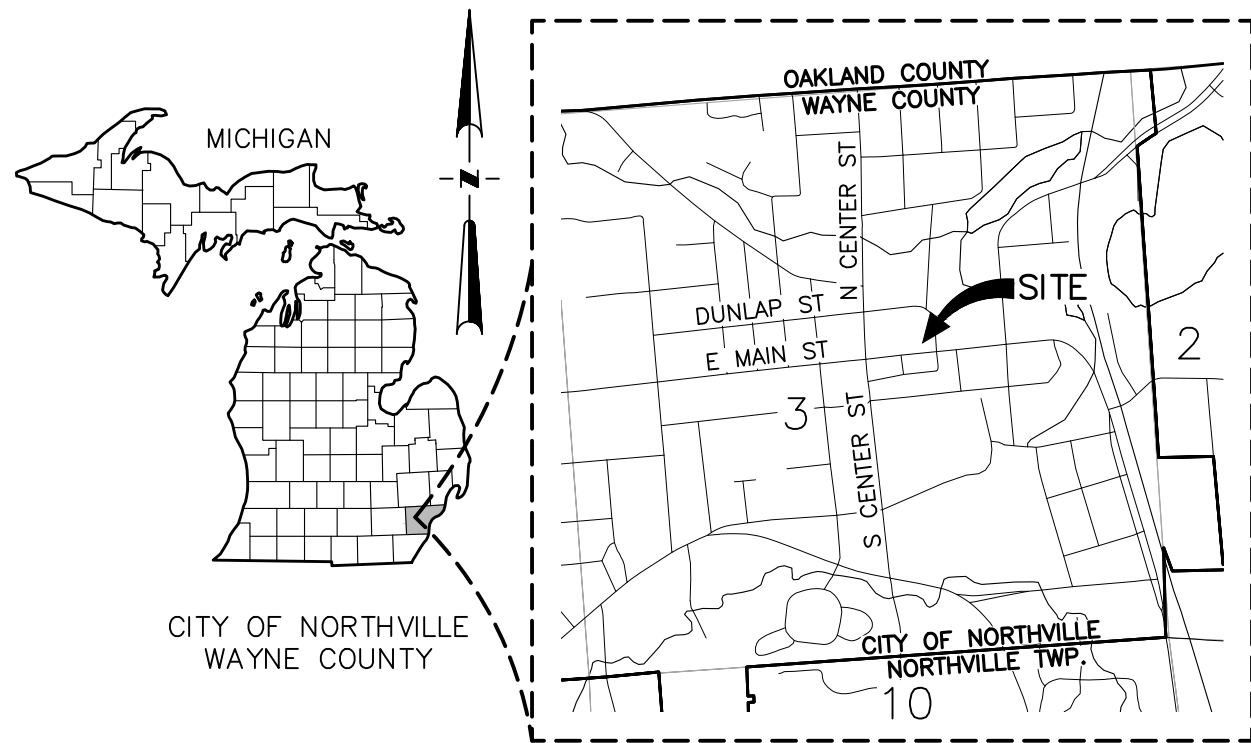 MICHIGAN
N
CITY OF NORTHVILLE
WAYNE COUNTY
OAKLAND COUNTY
WAYNE COUNTY
N CENTER ST
SITE
DUNLAP ST
E MAIN ST
2
3
S CENTER ST
CITY OF NORTHVILLE
NORTHVILLE TWP.
10